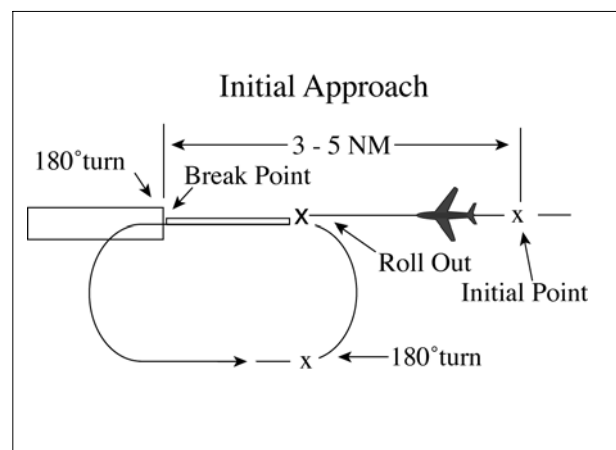 Initial Approach
3 - 5 NM
180˚turn
Break Point
x
x
Roll Out
Initial Point
x
180˚turn